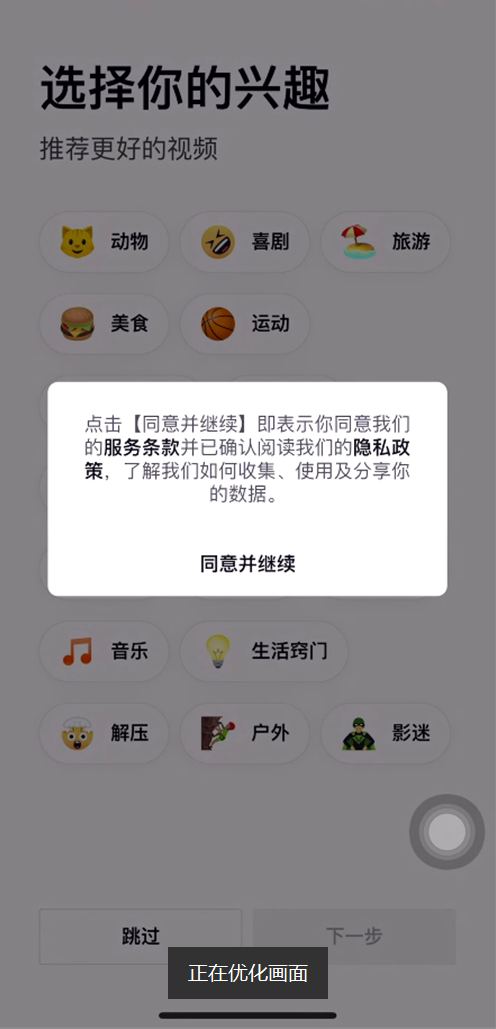 选择你的兴趣
推荐更好的视频
动物
喜剧
旅游
美食
运动
点击【同意并继续】即表示你同意我们
的服务条款并已确认阅读我们的隐私政
策，了解我们如何收集、使用及分享你
的数据。
同意并继续
音乐
生活窍门
解压
户外
影迷
跳过
下一步
正在优化画面